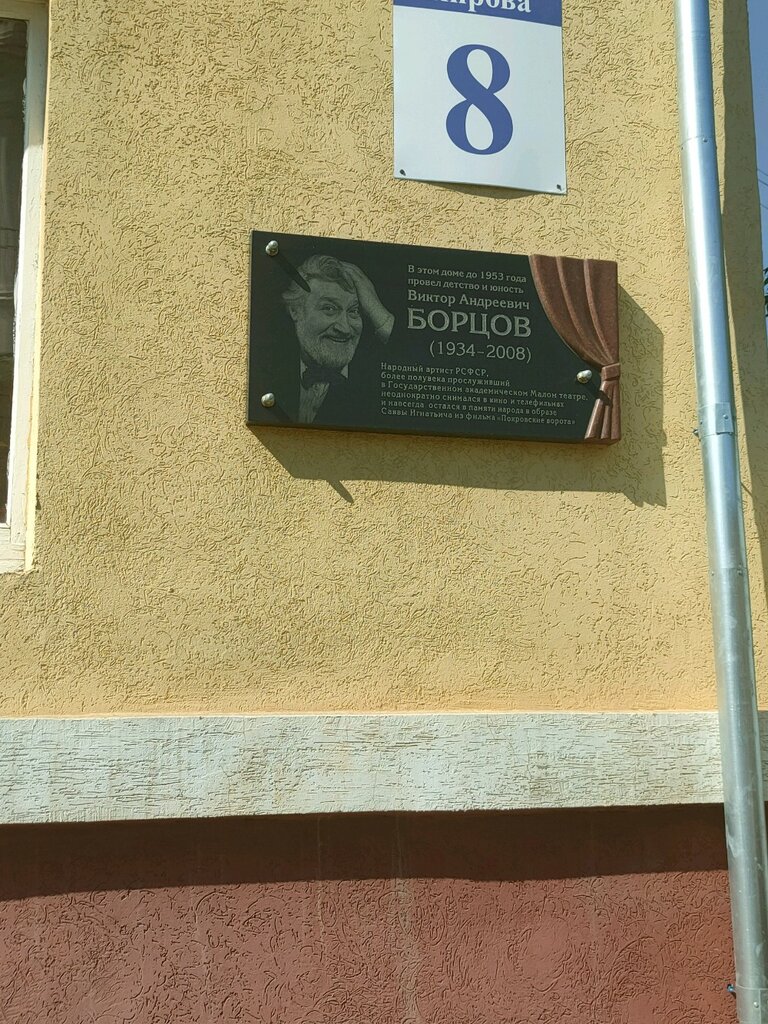 ирова
8
В этом доме до 1953 года
провел детство и юность
Виктор Андреевич
БОРЦОВ
(1934-2008)
Народный артист РСФСР,
более полувека прослуживший
в Государственном академическом Малом театре,
неоднократно снимался в кино и телефильмах
и навсегда остался в памяти народа в образе
Саввы Игнатьича из фильма «Покровские ворота»